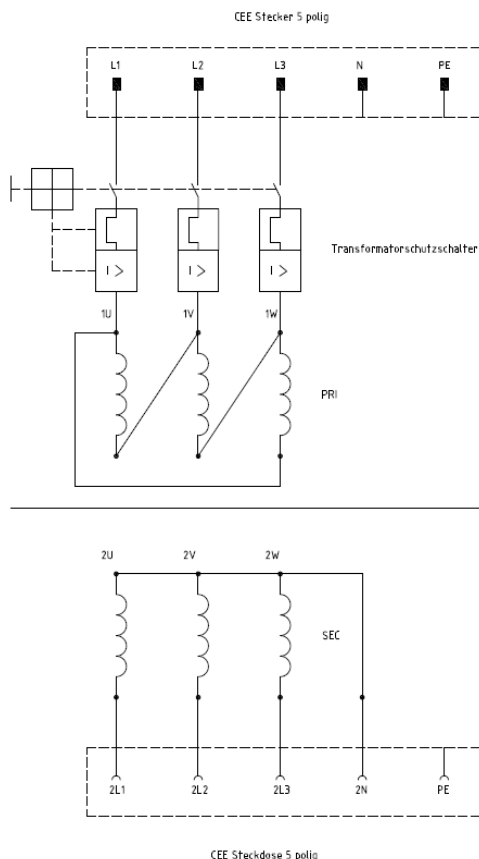 CEE Stecker 5 polig
L1 L2 L3 N PE
Transformatorschutzschalter
I > I > I >
1U 1V 1W
PRI
2U 2V 2W
SEC
2L1 2L2 2L3 2N PE
CEE Steckdose 5 polig